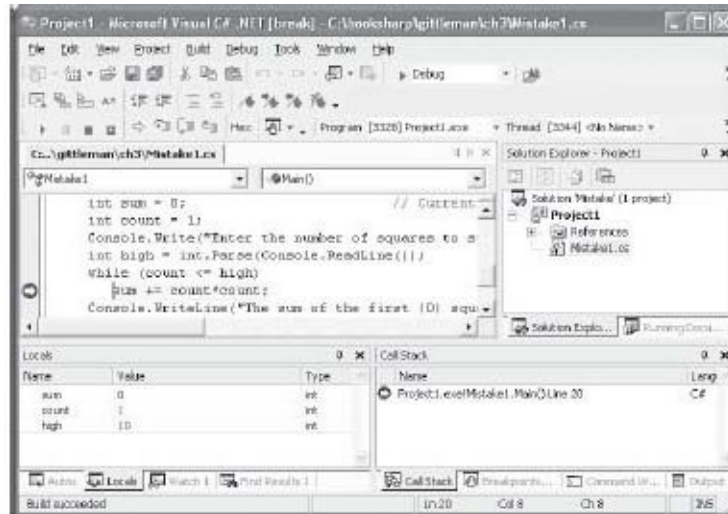 Project1 - Microsoft Visual C# .NET [break] - C:\booksharp\gittleman\ch3\Mistake1.cs
File Edit View Project Build Debug Tools Window Help
Debug
Hex Program [3328] Project1.exe Thread [3344] <No Name>
C:..\gittleman\ch3\Mistake1.cs
Solution Explorer - Project1
Mistake1
Main()
Solution 'Mistake' (1 project)
Project1
References
Mistake1.cs
int sum = 0; // Current
int count = 1;
Console.Write("Enter the number of squares to s
int high = int.Parse(Console.ReadLine());
while (count <= high)
sum += count*count;
Console.WriteLine("The sum of the first {0} squ
Solution Explo...
Locals
Name Value Type
sum 0 int
count 1 int
high 10 int
Call Stack
Name Lang
Project1.exe!Mistake1.Main() Line 20 C#
Autos Locals Watch 1 Find Results 1
Call Stack Breakpoints... Command W... Output
Build succeeded Ln 20 Col 8 Ch 8 INS